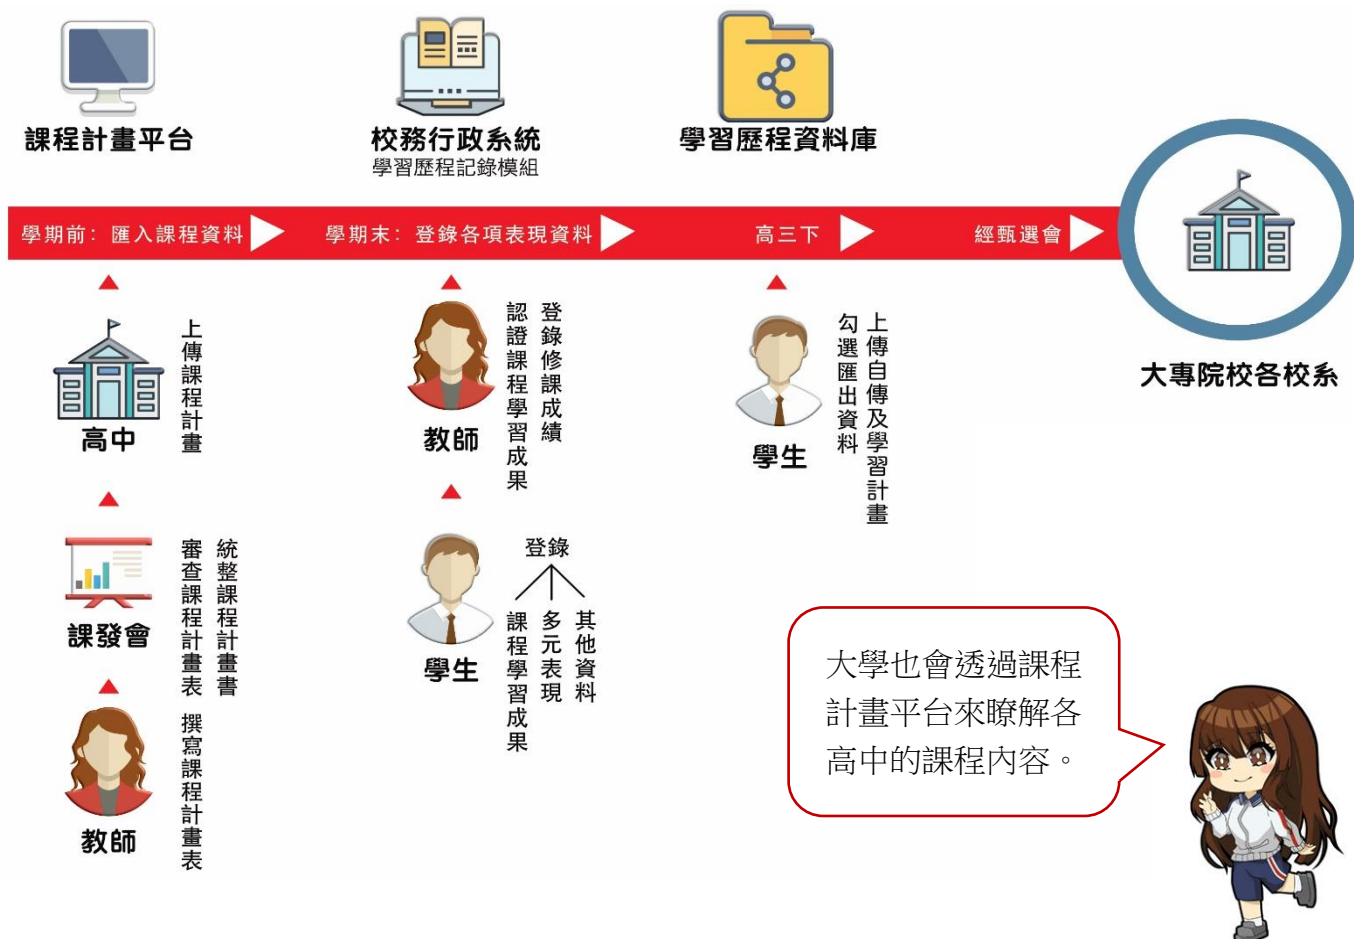 課程計畫平台
校務行政系統
學習歷程記錄模組
學習歷程資料庫
學期前：匯入課程資料
學期末：登錄各項表現資料
高三下
經甄選會
大專院校各校系
上傳課程計畫
高中
統整課程計畫書
審查課程計畫表
課發會
撰寫課程計畫表
教師
登錄修課成績
認證課程學習成果
教師
登錄
課程學習成果
多元表現
其他資料
學生
上傳自傳及學習計畫
勾選匯出資料
學生
大學也會透過課程
計畫平台來瞭解各
高中的課程內容。